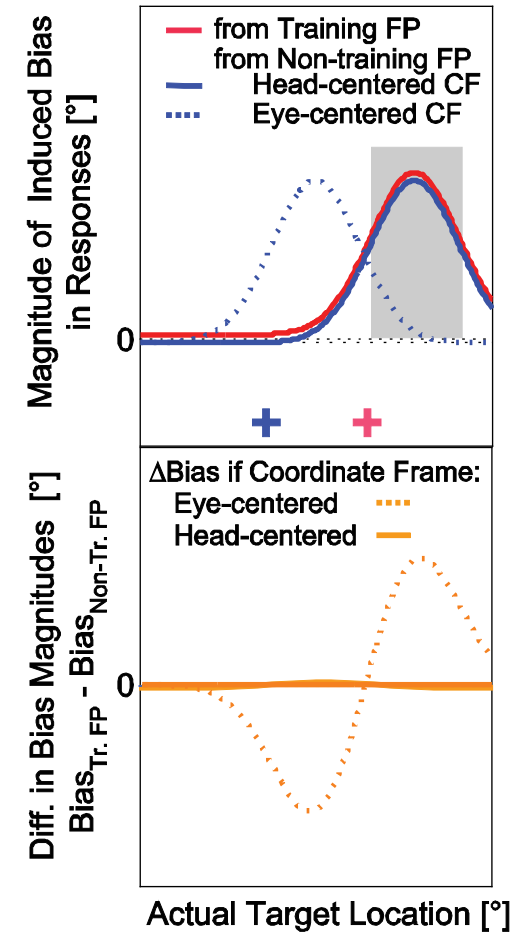 Magnitude of Induced Bias
in Responses [°]
from Training FP
from Non-training FP
Head-centered CF
Eye-centered CF
0
Diff. in Bias Magnitudes [°]
BiasTr. FP - BiasNon-Tr. FP
ΔBias if Coordinate Frame:
Eye-centered
Head-centered
0
Actual Target Location [°]